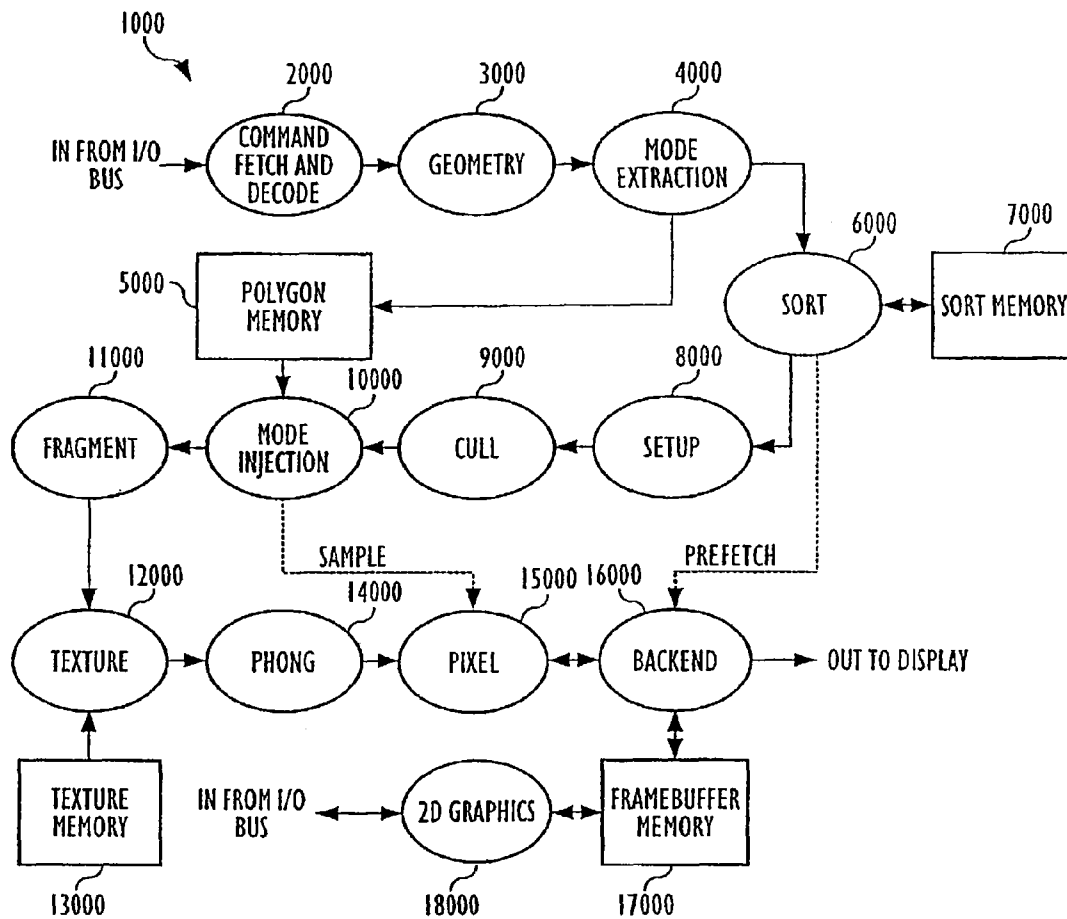 1000
2000
3000
4000
IN FROM I/O
BUS
COMMAND
FETCH AND
DECODE
GEOMETRY
MODE
EXTRACTION
6000
7000
5000
POLYGON
MEMORY
SORT
SORT MEMORY
11000
10000
9000
8000
FRAGMENT
MODE
INJECTION
CULL
SETUP
SAMPLE
PREFETCH
12000
14000
15000
16000
TEXTURE
PHONG
PIXEL
BACKEND
OUT TO DISPLAY
TEXTURE
MEMORY
IN FROM I/O
BUS
2D GRAPHICS
FRAMEBUFFER
MEMORY
13000
18000
17000